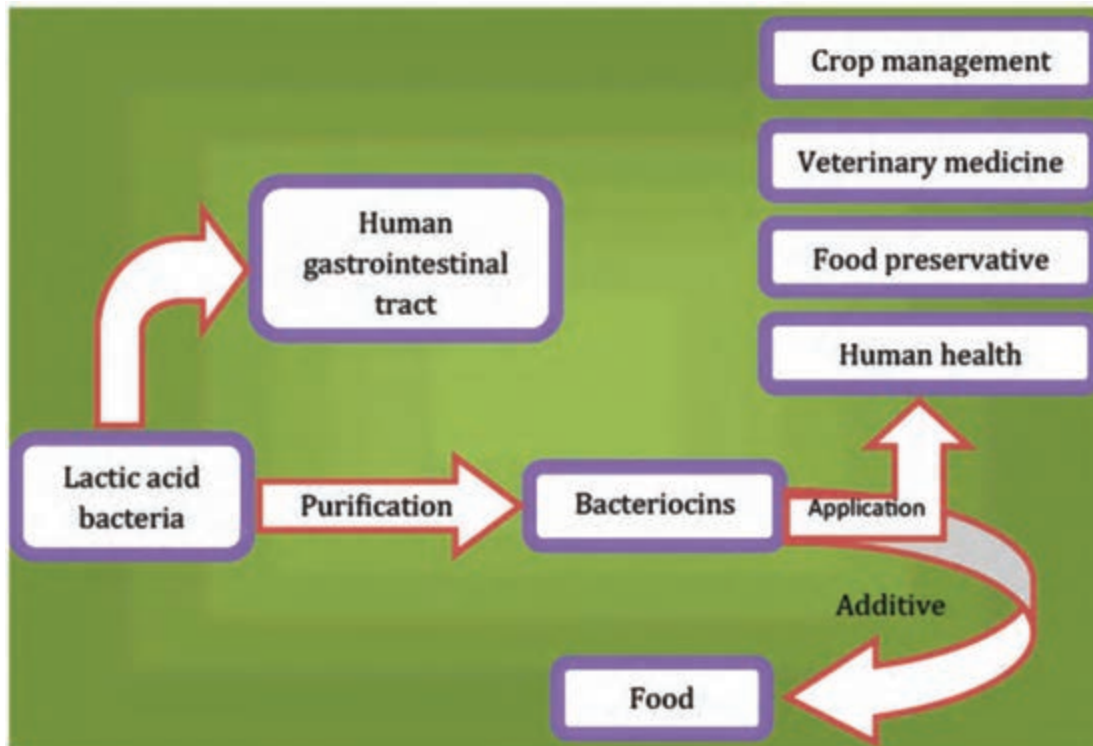 Crop management
Veterinary medicine
Human
gastrointestinal
tract
Food preservative
Human health
Lactic acid
bacteria
Purification
Bacteriocins
Application
Additive
Food